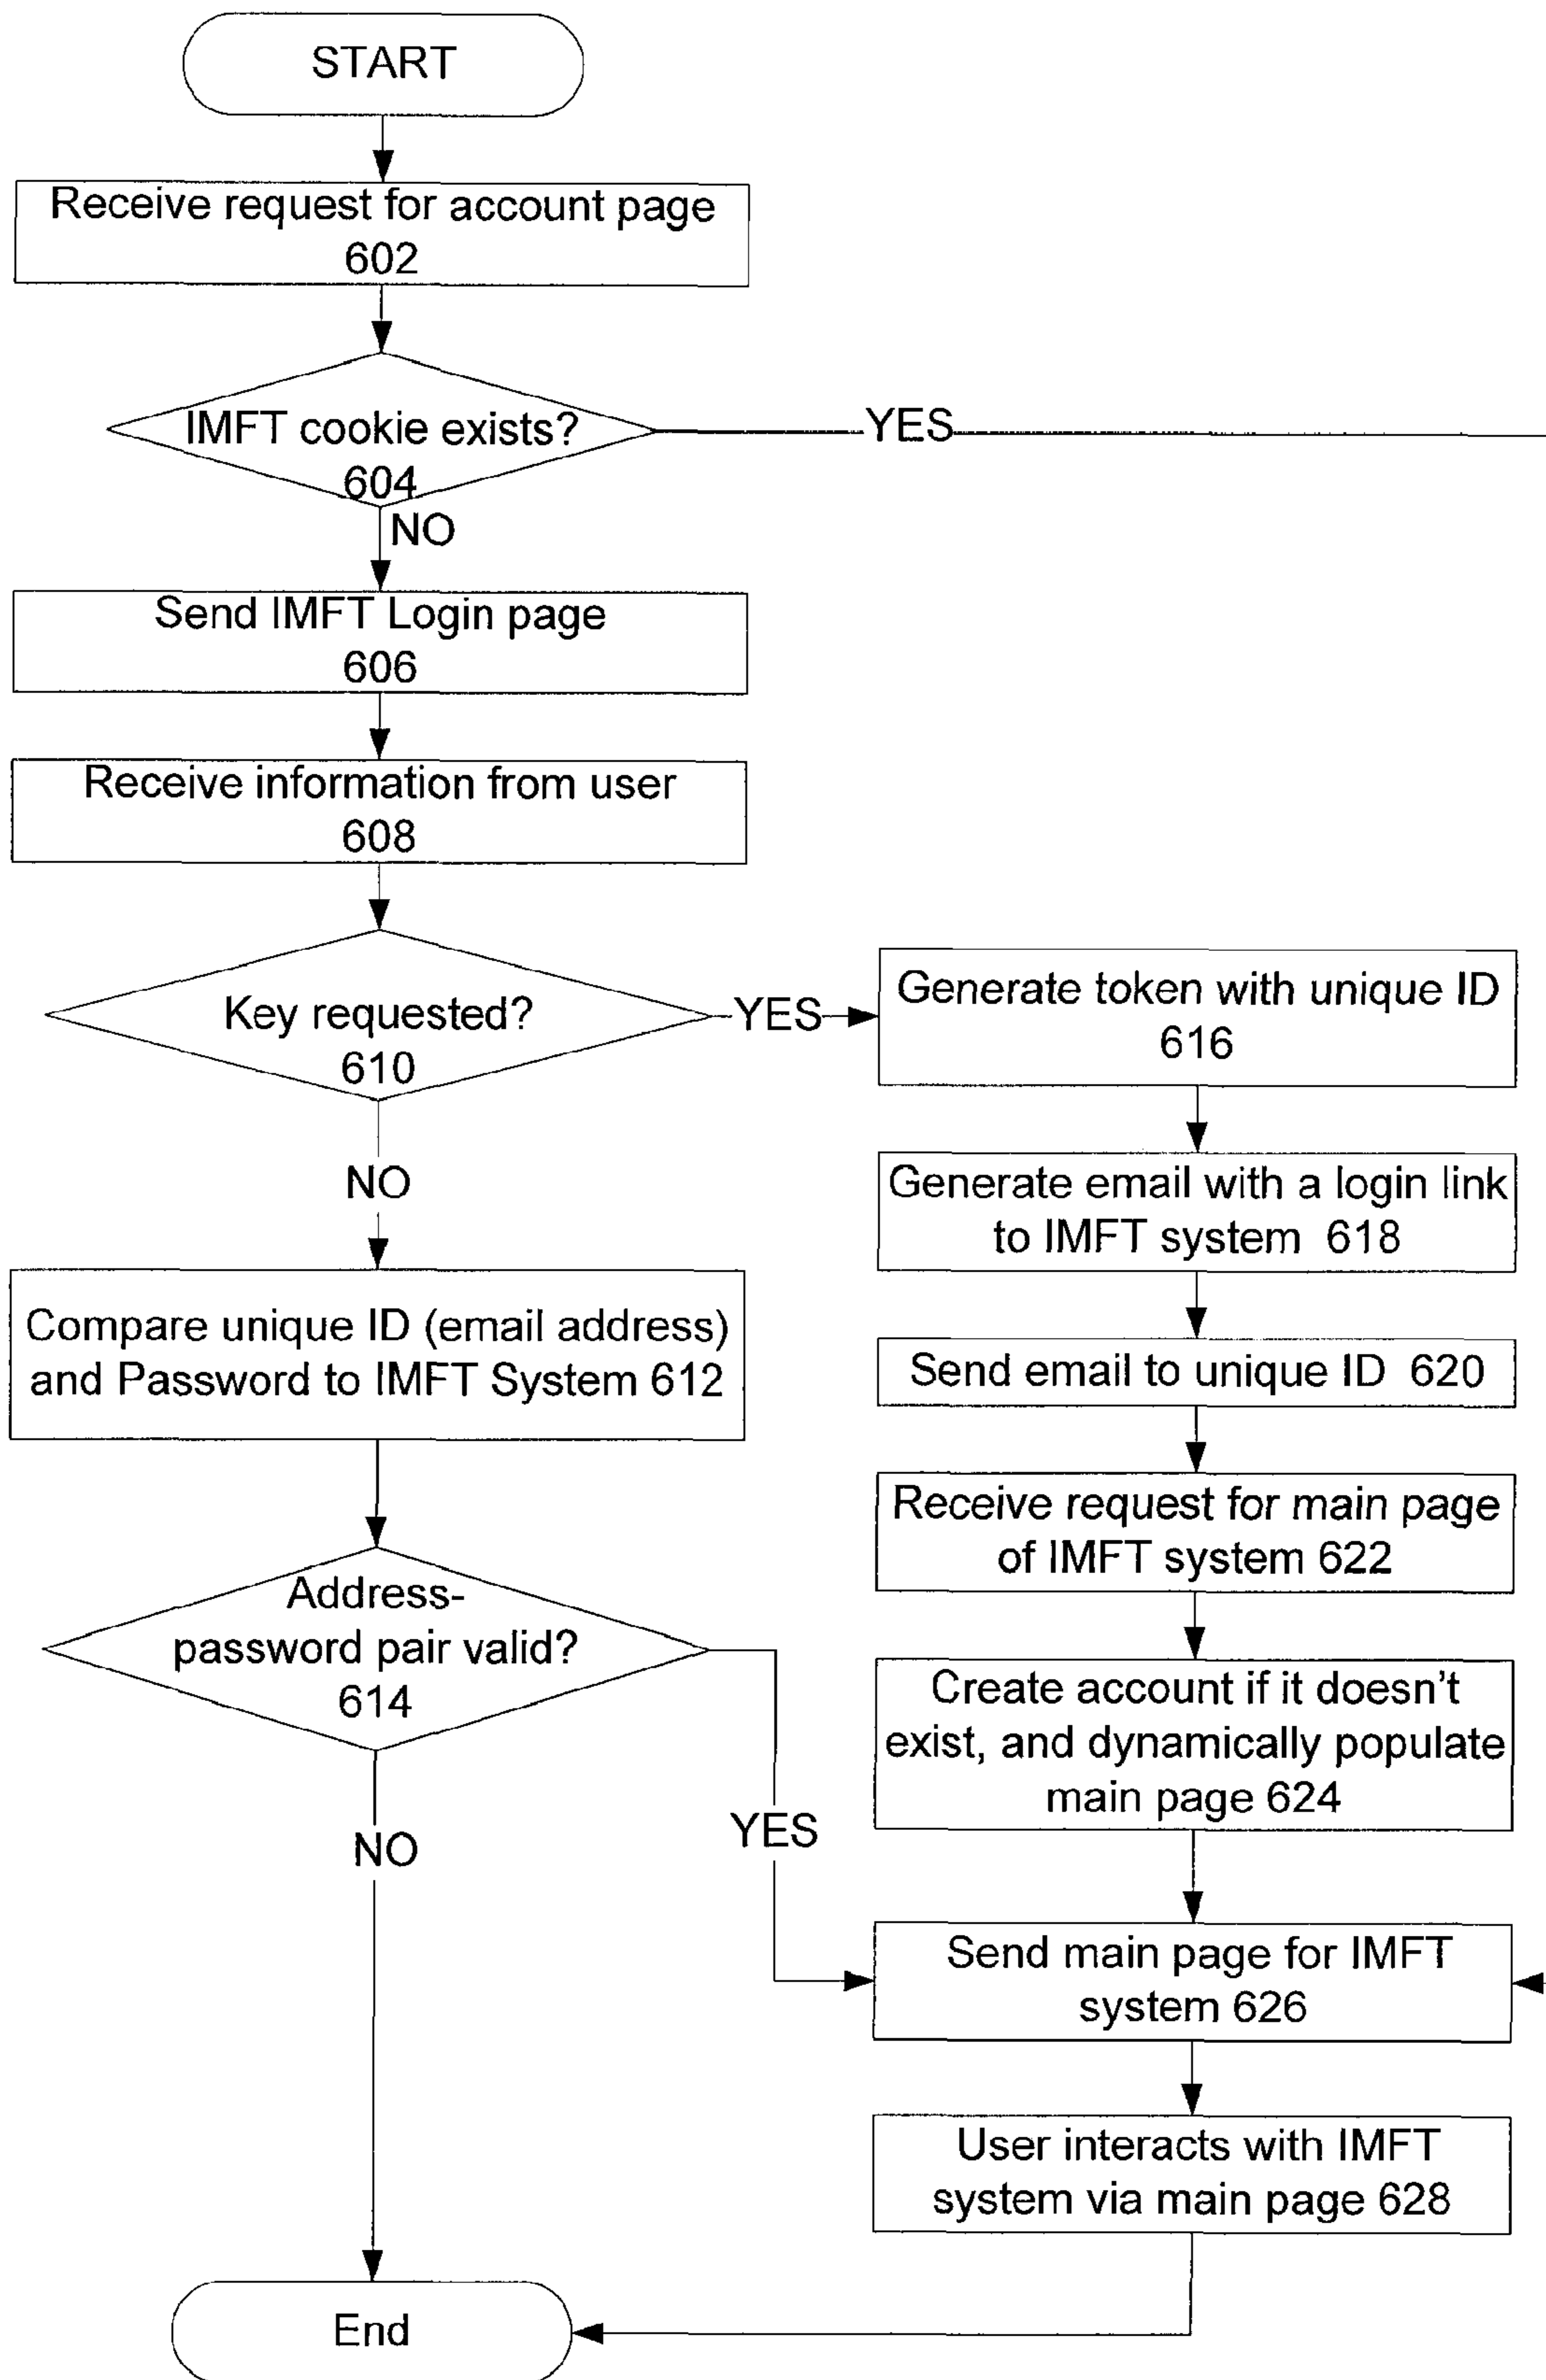 START
Receive request for account page
602
IMFT cookie exists?
604
YES
NO
Send IMFT Login page
606
Receive information from user
608
Key requested?
610
YES
NO
Generate token with unique ID
616
Generate email with a login link
to IMFT system 618
Compare unique ID (email address)
and Password to IMFT System 612
Send email to unique ID 620
Receive request for main page
of IMFT system 622
Address-
password pair valid?
614
YES
NO
Create account if it doesn't
exist, and dynamically populate
main page 624
Send main page for IMFT
system 626
User interacts with IMFT
system via main page 628
End